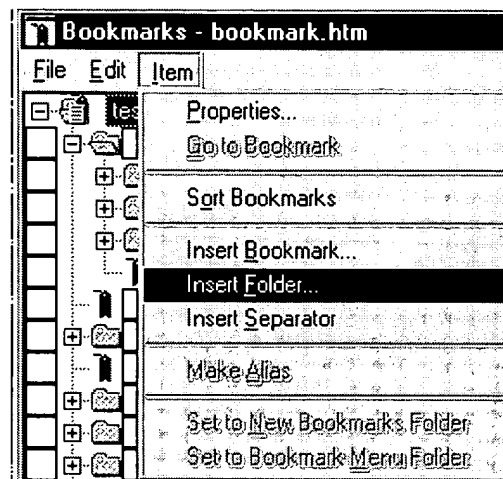 Bookmarks - bookmark.htm
File Edit Item
Properties...
Go to Bookmark
Sort Bookmarks
Insert Bookmark...
Insert Folder...
Insert Separator
Make Alias
Set to New Bookmarks Folder
Set to Bookmark Menu Folder